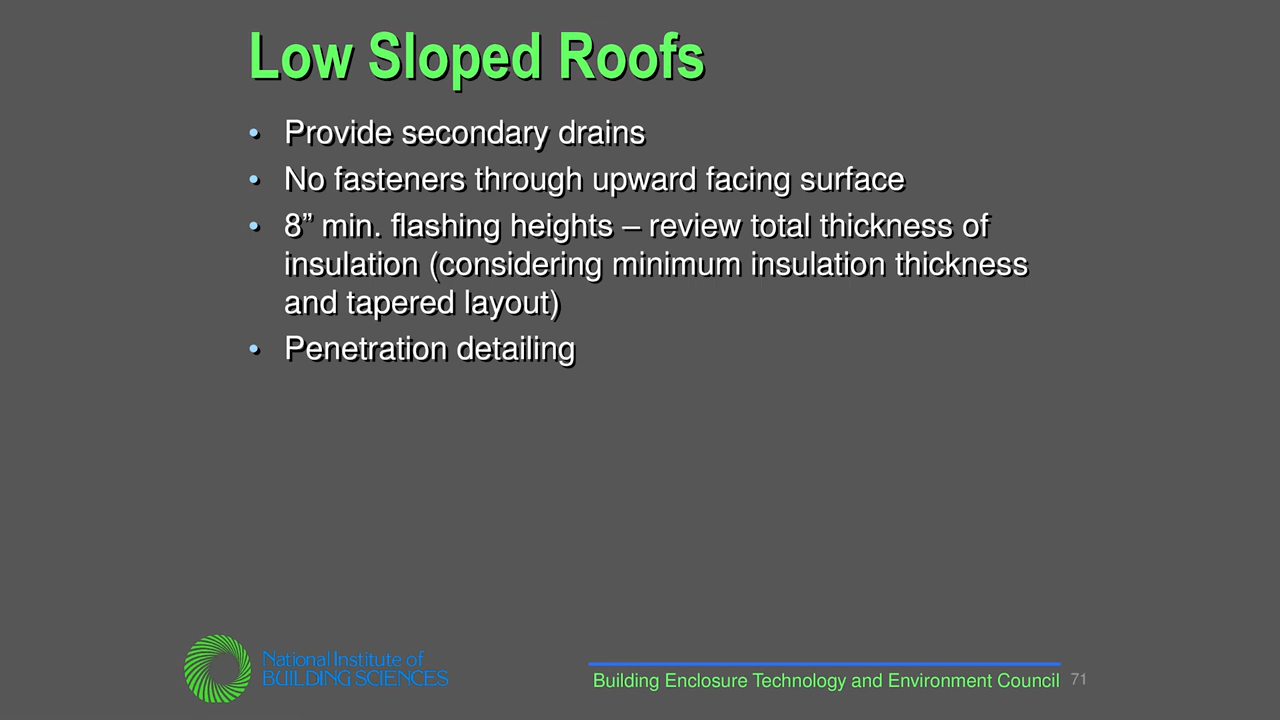 Low Sloped Roofs
• Provide secondary drains
• No fasteners through upward facing surface
• 8” min. flashing heights – review total thickness of
insulation (considering minimum insulation thickness
and tapered layout)
• Penetration detailing
National Institute of
BUILDING SCIENCES
Building Enclosure Technology and Environment Council 71